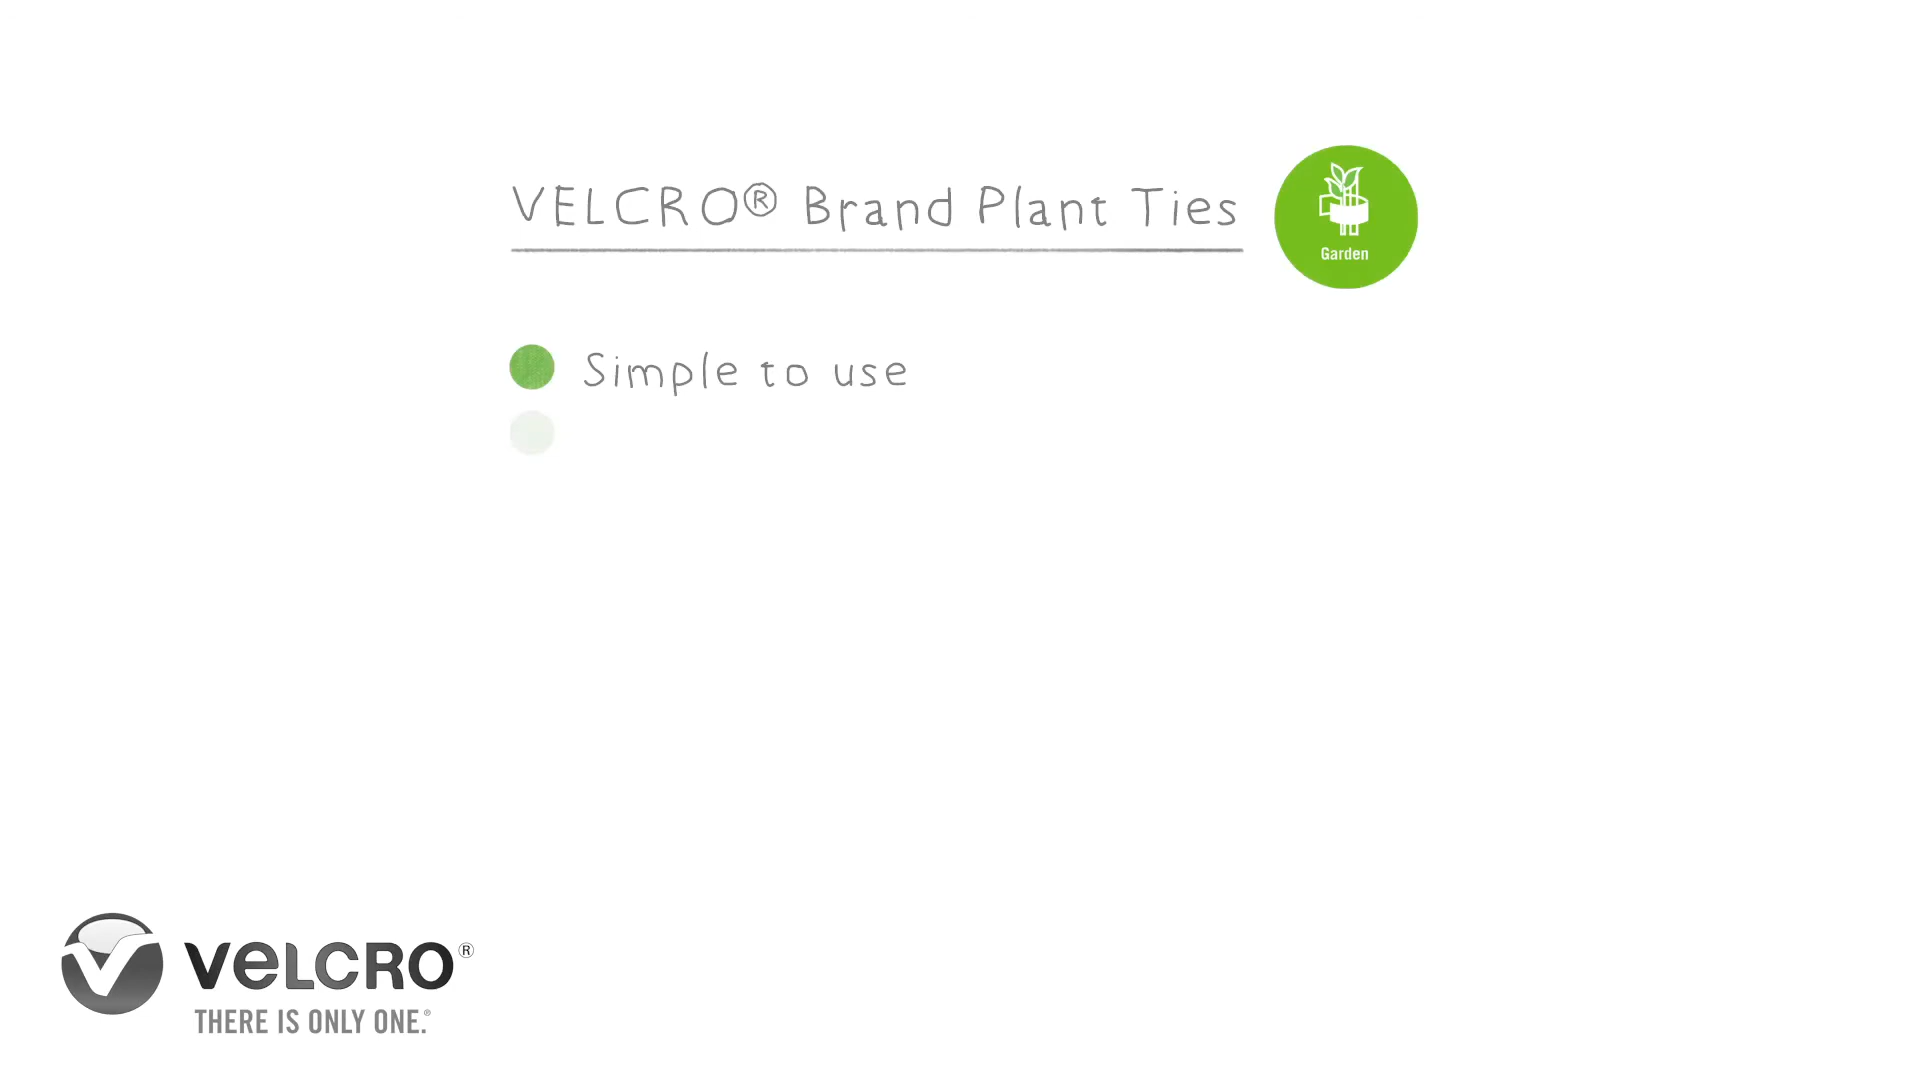 VELCRO® Brand Plant Ties
Garden
Simple to use
VELCRO®
THERE IS ONLY ONE.®